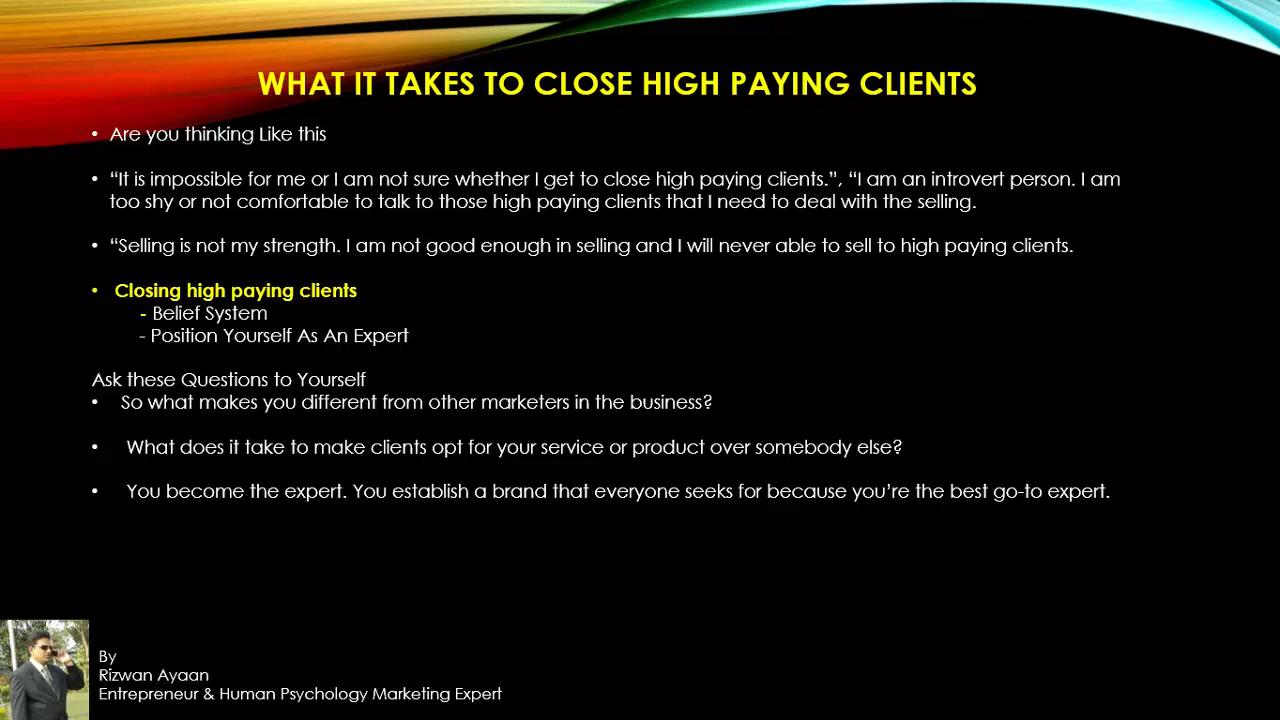 WHAT IT TAKES TO CLOSE HIGH PAYING CLIENTS
• Are you thinking Like this
• “It is impossible for me or I am not sure whether I get to close high paying clients.”, “I am an introvert person. I am
too shy or not comfortable to talk to those high paying clients that I need to deal with the selling.
• “Selling is not my strength. I am not good enough in selling and I will never able to sell to high paying clients.
• Closing high paying clients
- Belief System
- Position Yourself As An Expert
Ask these Questions to Yourself
• So what makes you different from other marketers in the business?
• What does it take to make clients opt for your service or product over somebody else?
• You become the expert. You establish a brand that everyone seeks for because you’re the best go-to expert.
By
Rizwan Ayaan
Entrepreneur & Human Psychology Marketing Expert